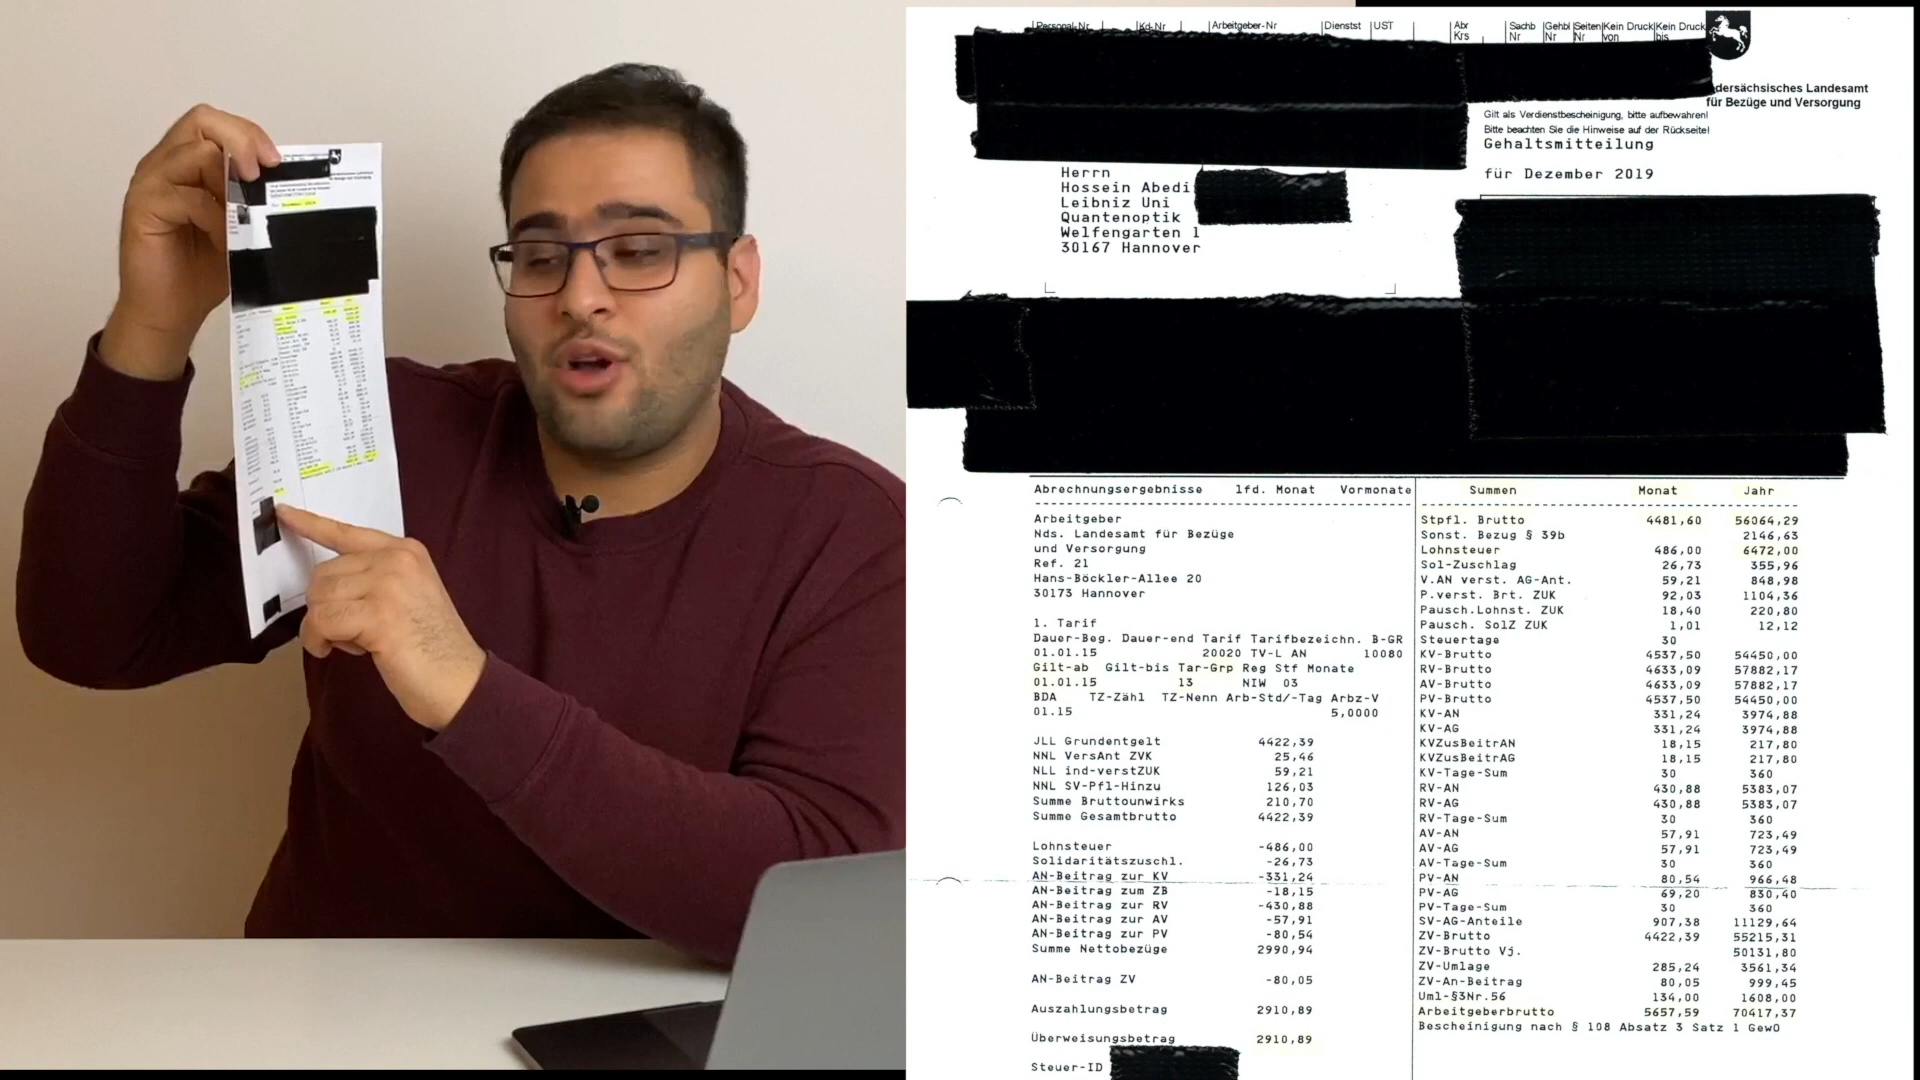 Personal-Nr Kd-Nr Arbeitgeber-Nr Dienstst UST Abr Krs Sachb Nr Gehbl Nr Seiten Nr Kein Druck von Kein Druck bis
dersächsisches Landesamt
für Bezüge und Versorgung
Gilt als Verdienstbescheinigung, bitte aufbewahren!
Bitte beachten Sie die Hinweise auf der Rückseite!
Gehaltsmitteilung
für Dezember 2019
Herrn
Hossein Abedi
Leibniz Uni
Quantenoptik
Welfengarten 1
30167 Hannover
Abrechnungsergebnisse lfd. Monat Vormonate
Arbeitgeber
Nds. Landesamt für Bezüge
und Versorgung
Ref. 21
Hans-Böckler-Allee 20
30173 Hannover
1. Tarif
Dauer-Beg. Dauer-end Tarif Tarifbezeichn. B-GR
01.01.15 20020 TV-L AN 10080
Gilt-ab Gilt-bis Tar-Grp Reg Stf Monate
01.01.15 13 NIW 03
BDA TZ-Zähl TZ-Nenn Arb-Std/-Tag Arbz-V
01.15 5,0000
JLL Grundentgelt 4422,39
NNL VersAnt ZVK 25,46
NLL ind-verstZUK 59,21
NNL SV-Pfl-Hinzu 126,03
Summe Bruttounwirks 210,70
Summe Gesamtbrutto 4422,39
Lohnsteuer -486,00
Solidaritätszuschl. -26,73
AN-Beitrag zur KV -331,24
AN-Beitrag zum ZB -18,15
AN-Beitrag zur RV -430,88
AN-Beitrag zur AV -57,91
AN-Beitrag zur PV -80,54
Summe Nettobezüge 2990,94
AN-Beitrag ZV -80,05
Auszahlungsbetrag 2910,89
Überweisungsbetrag 2910,89
Steuer-ID
Summen Monat Jahr
Stpfl. Brutto 4481,60 56064,29
Sonst. Bezug § 39b 2146,63
Lohnsteuer 486,00 6472,00
Sol-Zuschlag 26,73 355,96
V.AN verst. AG-Ant. 59,21 848,98
P.verst. Brt. ZUK 92,03 1104,36
Pausch.Lohnst. ZUK 18,40 220,80
Pausch. SolZ ZUK 1,01 12,12
Steuertage 30
KV-Brutto 4537,50 54450,00
RV-Brutto 4633,09 57882,17
AV-Brutto 4633,09 57882,17
PV-Brutto 4537,50 54450,00
KV-AN 331,24 3974,88
KV-AG 331,24 3974,88
KVZusBeitrAN 18,15 217,80
KVZusBeitrAG 18,15 217,80
KV-Tage-Sum 30 360
RV-AN 430,88 5383,07
RV-AG 430,88 5383,07
RV-Tage-Sum 30 360
AV-AN 57,91 723,49
AV-AG 57,91 723,49
AV-Tage-Sum 30 360
PV-AN 80,54 966,48
PV-AG 69,20 830,40
PV-Tage-Sum 30 360
SV-AG-Anteile 907,38 11129,64
ZV-Brutto 4422,39 55215,31
ZV-Brutto Vj. 50131,80
ZV-Umlage 285,24 3561,34
ZV-An-Beitrag 80,05 999,45
Uml-§3Nr.56 134,00 1608,00
Arbeitgeberbrutto 5657,59 70417,37
Bescheinigung nach § 108 Absatz 3 Satz 1 GewO